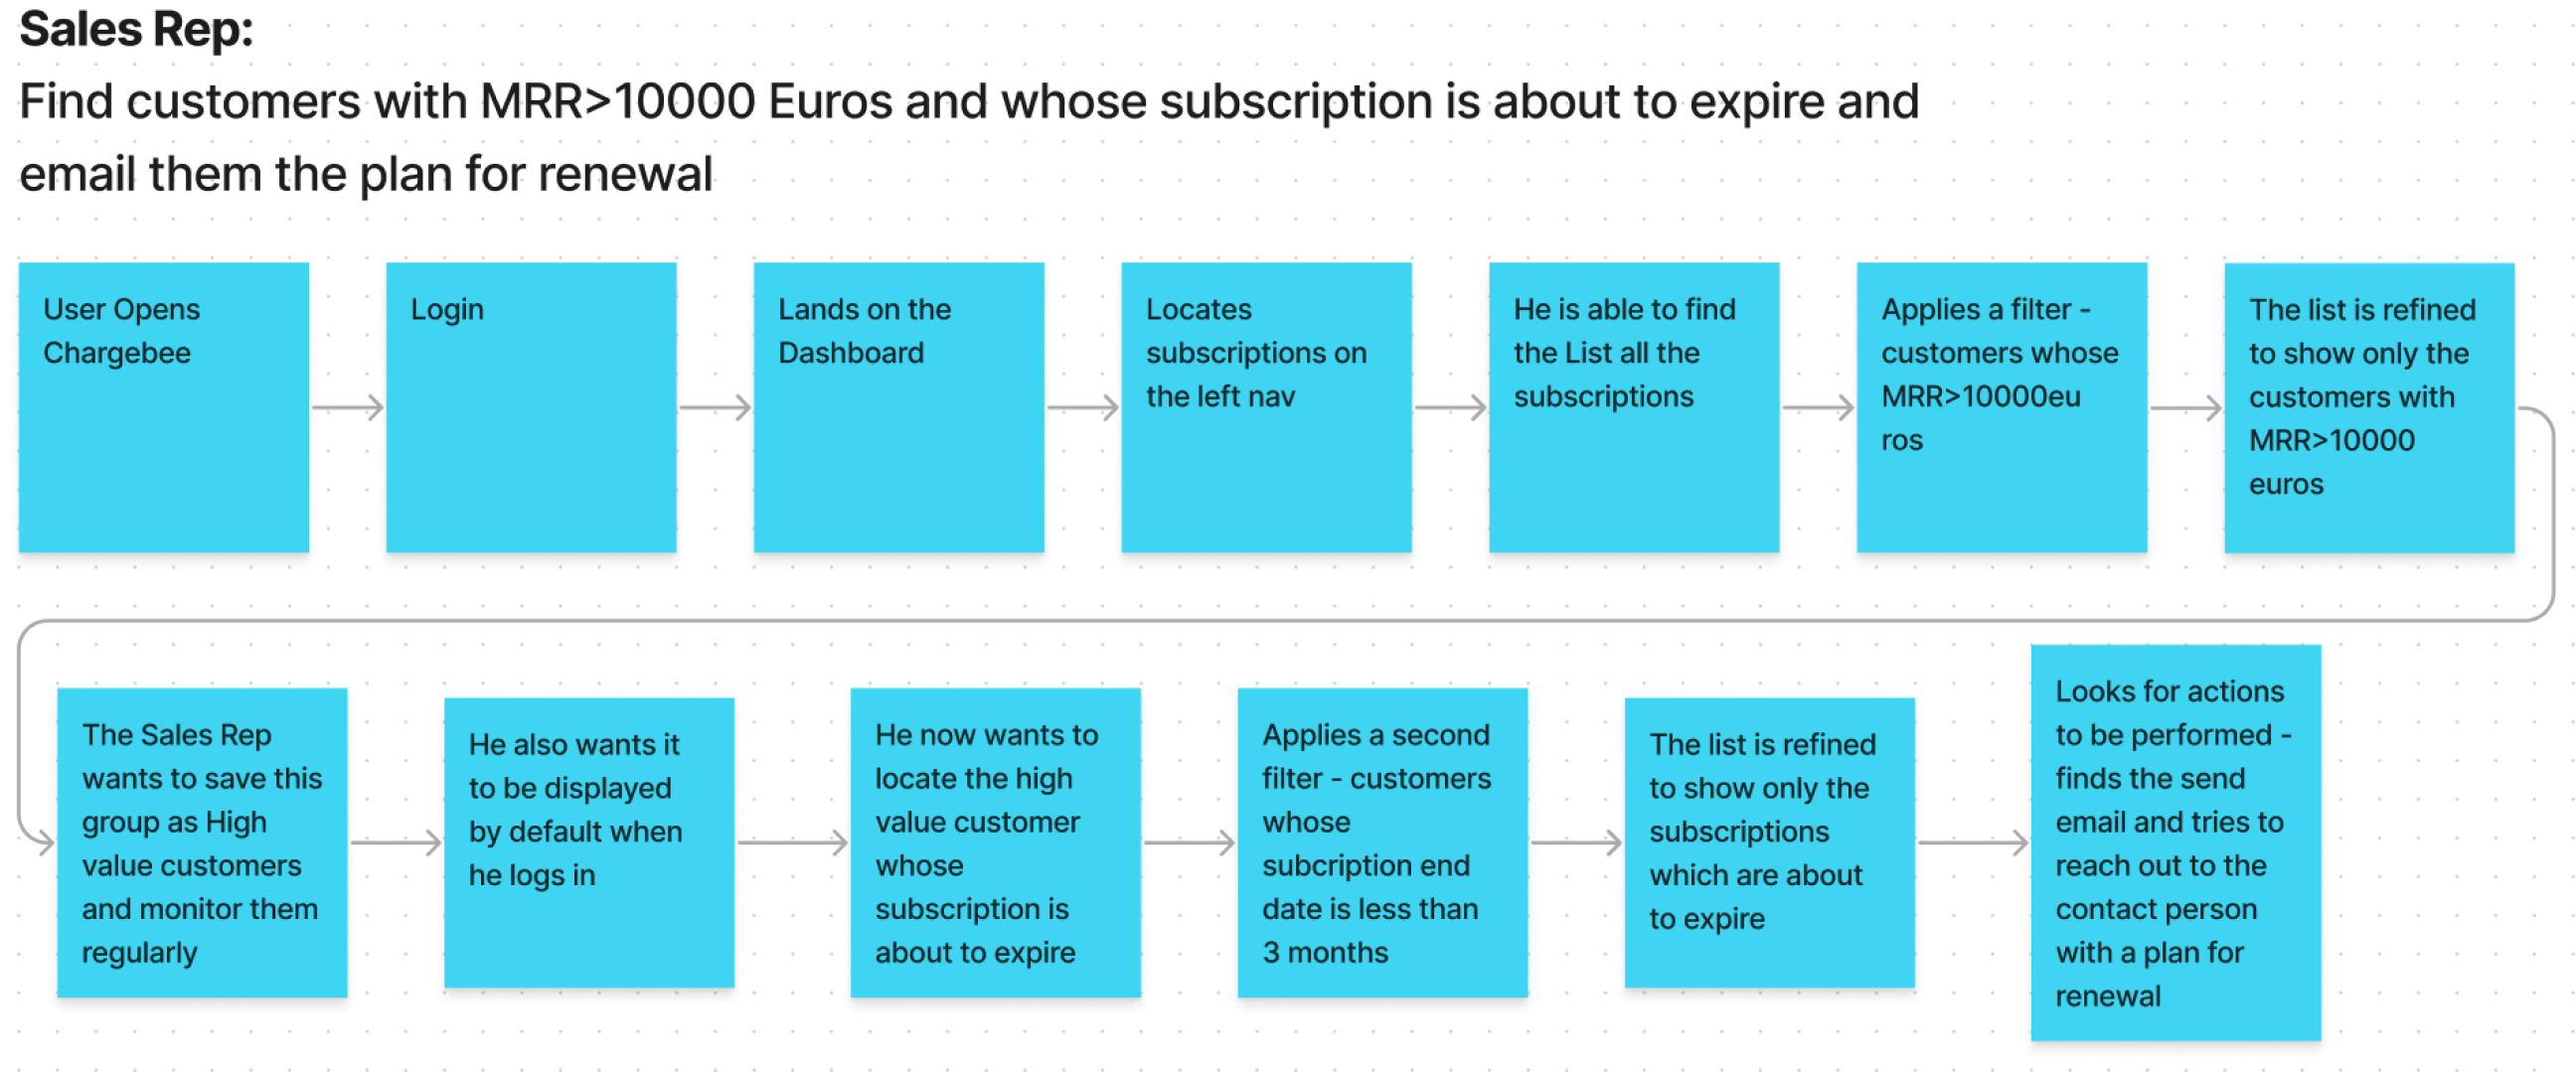 Sales Rep:
Find customers with MRR>10000 Euros and whose subscription is about to expire and
email them the plan for renewal
User Opens
Chargebee
Login
Lands on the
Dashboard
Locates
subscriptions on
the left nav
He is able to find
the List all the
subscriptions
Applies a filter -
customers whose
MRR>10000eu
ros
The list is refined
to show only the
customers with
MRR>10000
euros
The Sales Rep
wants to save this
group as High
value customers
and monitor them
regularly
He also wants it
to be displayed
by default when
he logs in
He now wants to
locate the high
value customer
whose
subscription is
about to expire
Applies a second
filter - customers
whose
subcription end
date is less than
3 months
The list is refined
to show only the
subscriptions
which are about
to expire
Looks for actions
to be performed -
finds the send
email and tries to
reach out to the
contact person
with a plan for
renewal